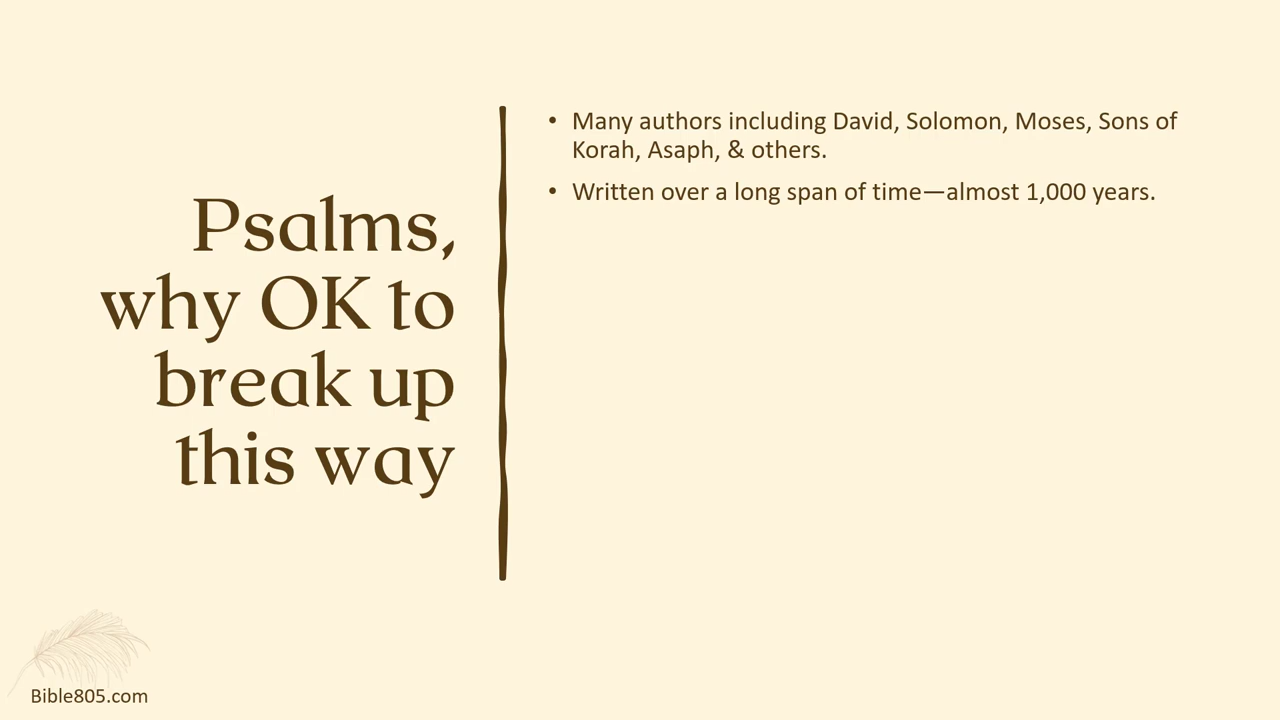 Psalms,
why OK to
break up
this way
• Many authors including David, Solomon, Moses, Sons of
Korah, Asaph, & others.
• Written over a long span of time—almost 1,000 years.
Bible805.com